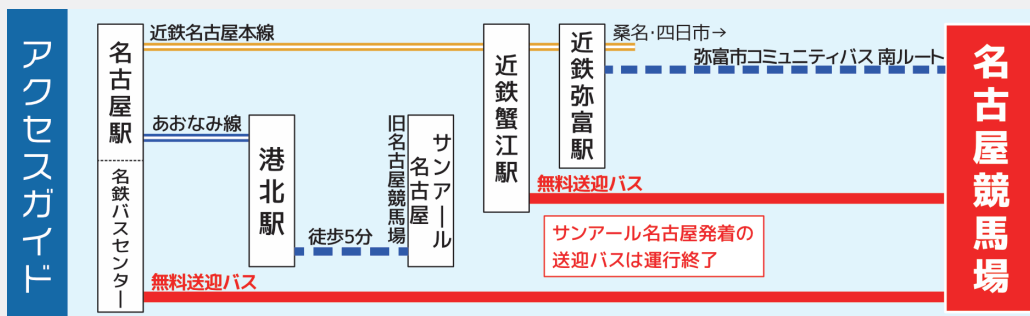 アクセスガイド
名古屋駅
名鉄バスセンター
近鉄名古屋本線
桑名・四日市→
弥富市コミュニティバス 南ルート
あおなみ線
港北駅
徒歩5分
旧名古屋競馬場
サンアール
名古屋
近鉄蟹江駅
近鉄弥富駅
無料送迎バス
サンアール名古屋発着の
送迎バスは運行終了
無料送迎バス
名古屋競馬場